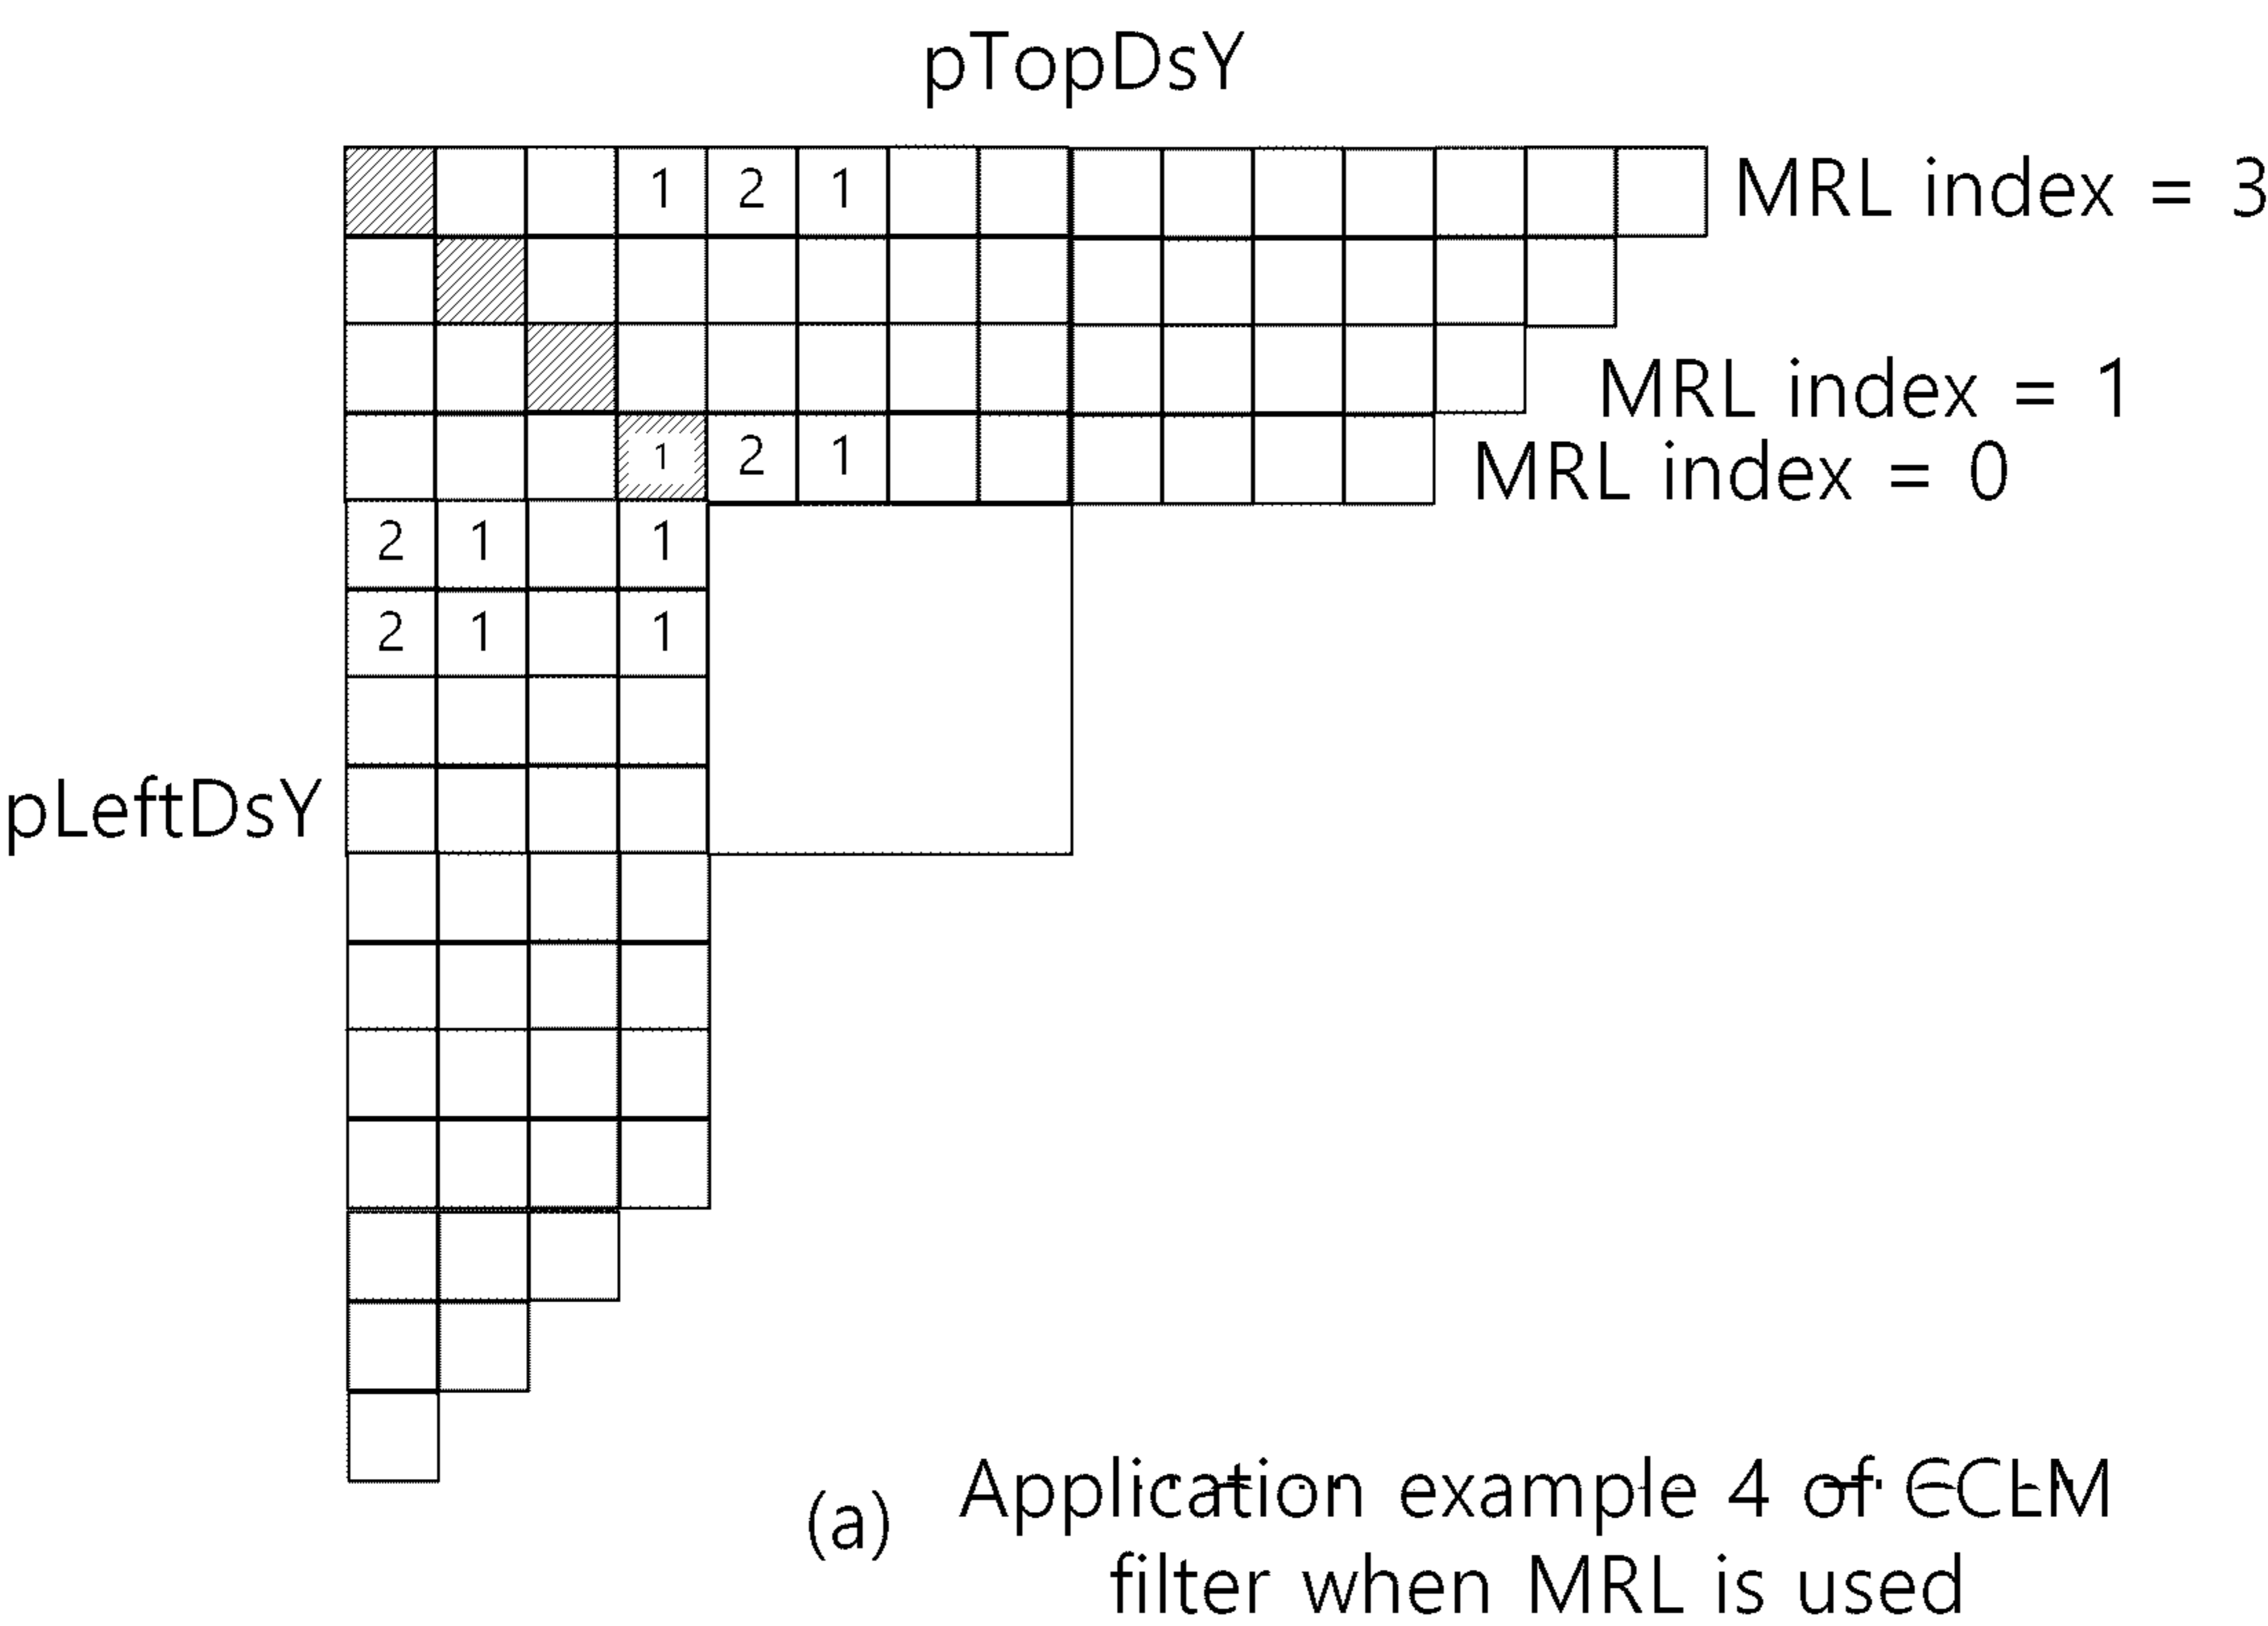 pTopDsY
1 2 1 MRL index = 3
MRL index = 1
1 2 1 MRL index = 0
2 1 1
2 1 1
pLeftDsY
(a) Application example 4 of CCLM
filter when MRL is used